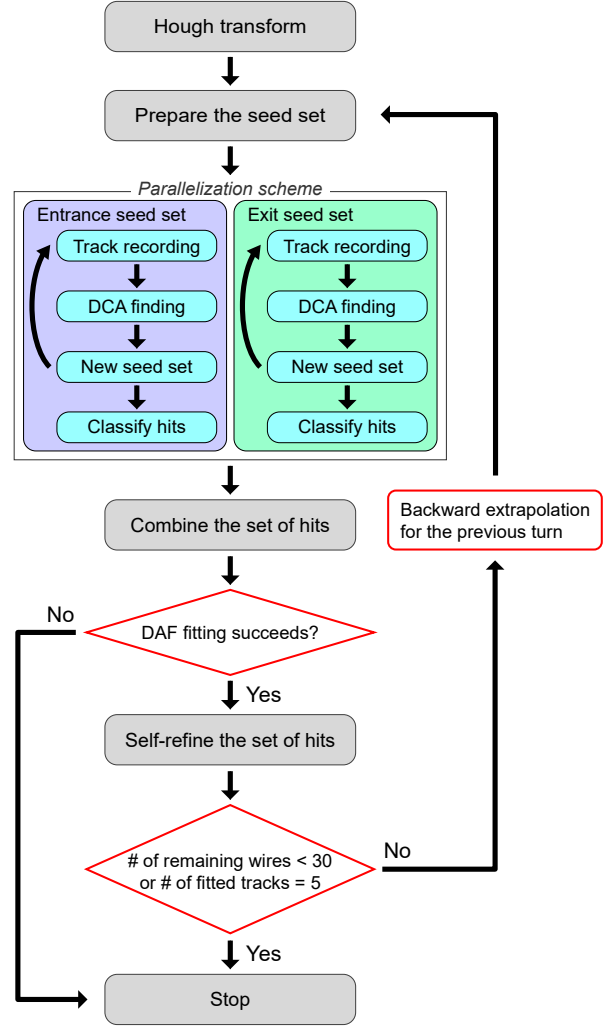 Hough transform
Prepare the seed set
Parallelization scheme
Entrance seed set
Track recording
DCA finding
New seed set
Classify hits
Exit seed set
Track recording
DCA finding
New seed set
Classify hits
Combine the set of hits
Backward extrapolation
for the previous turn
No
DAF fitting succeeds?
Yes
Self-refine the set of hits
# of remaining wires < 30
or # of fitted tracks = 5
No
Yes
Stop